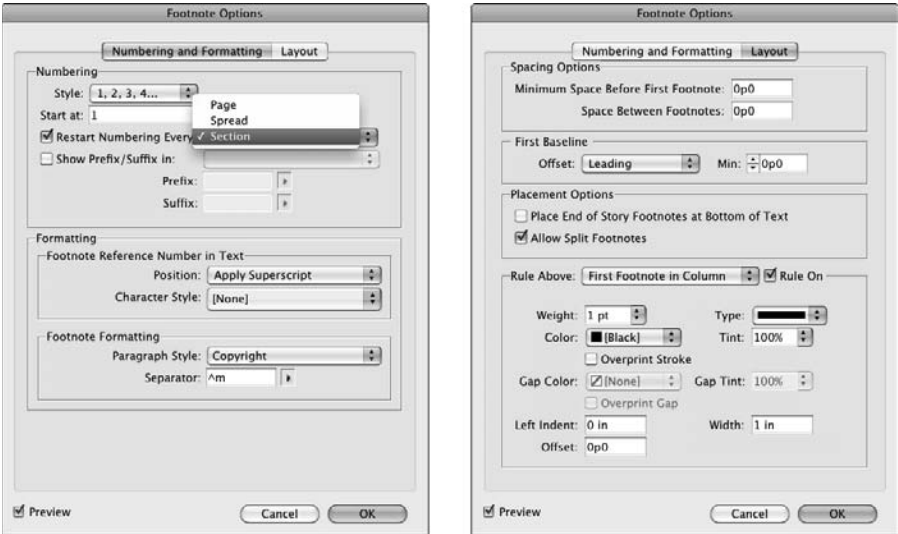 Footnote Options
Numbering and Formatting Layout
Numbering
Style: 1, 2, 3, 4...
Page
Start at: 1
Spread
Restart Numbering Every ✓ Section
Show Prefix/Suffix in:
Prefix:
Suffix:
Formatting
Footnote Reference Number in Text
Position: Apply Superscript
Character Style: [None]
Footnote Formatting
Paragraph Style: Copyright
Separator: ^m
Preview Cancel OK
Footnote Options
Numbering and Formatting Layout
Spacing Options
Minimum Space Before First Footnote: 0p0
Space Between Footnotes: 0p0
First Baseline
Offset: Leading Min: 0p0
Placement Options
Place End of Story Footnotes at Bottom of Text
Allow Split Footnotes
Rule Above: First Footnote in Column Rule On
Weight: 1 pt Type:
Color: [Black] Tint: 100%
Overprint Stroke
Gap Color: [None] Gap Tint: 100%
Overprint Gap
Left Indent: 0 in Width: 1 in
Offset: 0p0
Preview Cancel OK